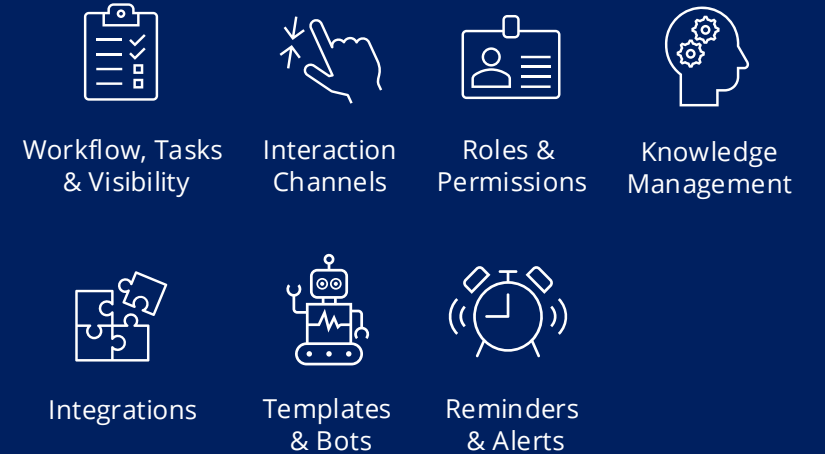 Workflow, Tasks
& Visibility
Interaction
Channels
Roles &
Permissions
Knowledge
Management
Integrations
Templates
& Bots
Reminders
& Alerts